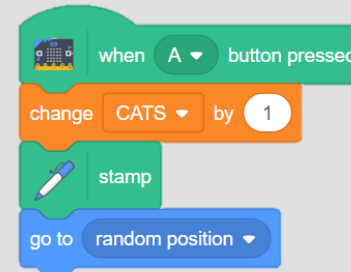 when A button pressed
change CATS by 1
stamp
go to random position